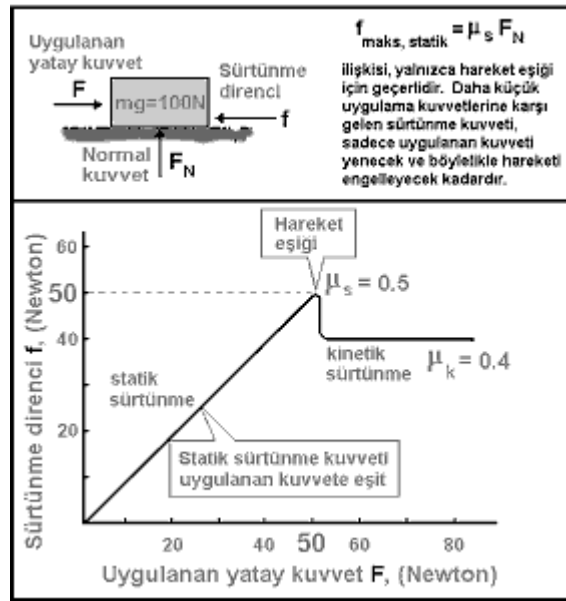 Uygulanan
yatay kuvvet
F
mg=100N
Sürtünme
direnci
f
Normal
kuvvet
F_N
f maks, statik = μ_s F_N
ilişkisi, yalnızca hareket eşiği
için geçerlidir. Daha küçük
uygulama kuvvetlerine karşı
gelen sürtünme kuvveti,
sadece uygulanan kuvveti
yenecek ve böylelikle hareketi
engelleyecek kadardır.
Hareket
eşiği
60
50
40
20
μ_s = 0.5
μ_k = 0.4
kinetik
sürtünme
statik
sürtünme
Statik sürtünme kuvveti
uygulanan kuvvete eşit
Sürtünme direnci f, (Newton)
20 40 50 60 80
Uygulanan yatay kuvvet F, (Newton)